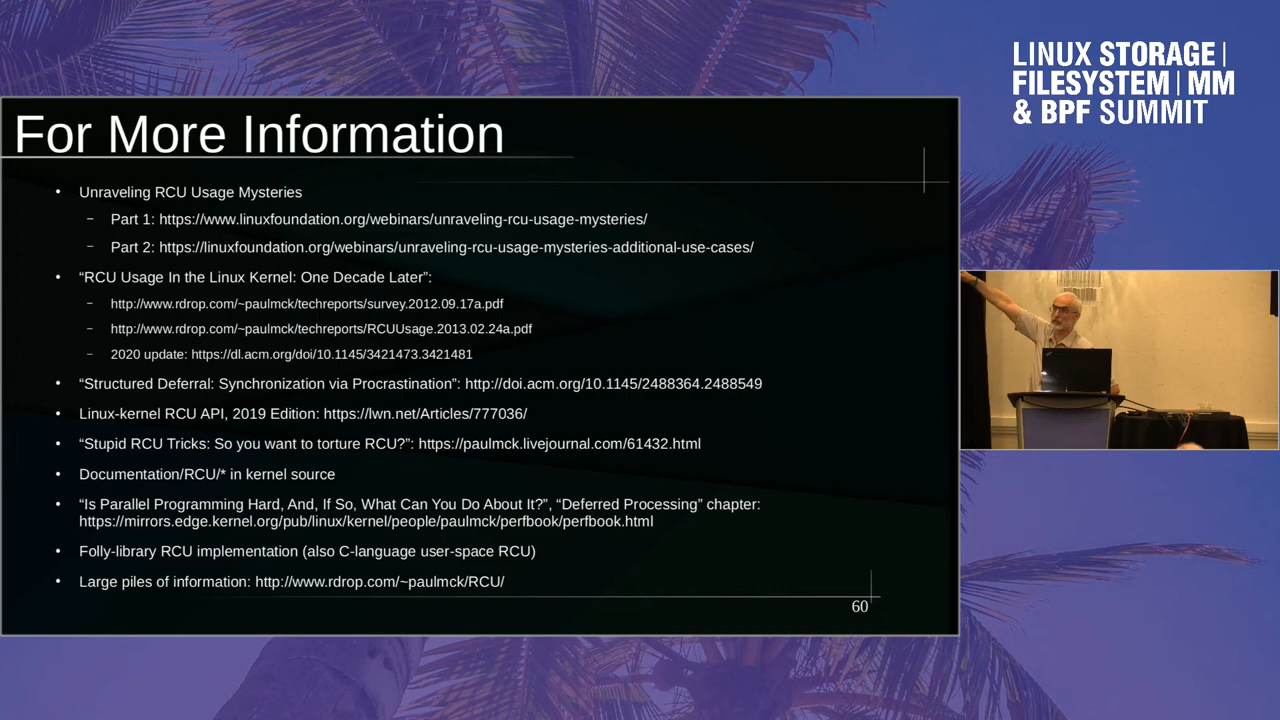 LINUX STORAGE |
FILESYSTEM | MM
& BPF SUMMIT
For More Information
• Unraveling RCU Usage Mysteries
– Part 1: https://www.linuxfoundation.org/webinars/unraveling-rcu-usage-mysteries/
– Part 2: https://linuxfoundation.org/webinars/unraveling-rcu-usage-mysteries-additional-use-cases/
• “RCU Usage In the Linux Kernel: One Decade Later”:
– http://www.rdrop.com/~paulmck/techreports/survey.2012.09.17a.pdf
– http://www.rdrop.com/~paulmck/techreports/RCUUsage.2013.02.24a.pdf
– 2020 update: https://dl.acm.org/doi/10.1145/3421473.3421481
• “Structured Deferral: Synchronization via Procrastination”: http://doi.acm.org/10.1145/2488364.2488549
• Linux-kernel RCU API, 2019 Edition: https://lwn.net/Articles/777036/
• “Stupid RCU Tricks: So you want to torture RCU?”: https://paulmck.livejournal.com/61432.html
• Documentation/RCU/* in kernel source
• “Is Parallel Programming Hard, And, If So, What Can You Do About It?”, “Deferred Processing” chapter:
https://mirrors.edge.kernel.org/pub/linux/kernel/people/paulmck/perfbook/perfbook.html
• Folly-library RCU implementation (also C-language user-space RCU)
• Large piles of information: http://www.rdrop.com/~paulmck/RCU/
60